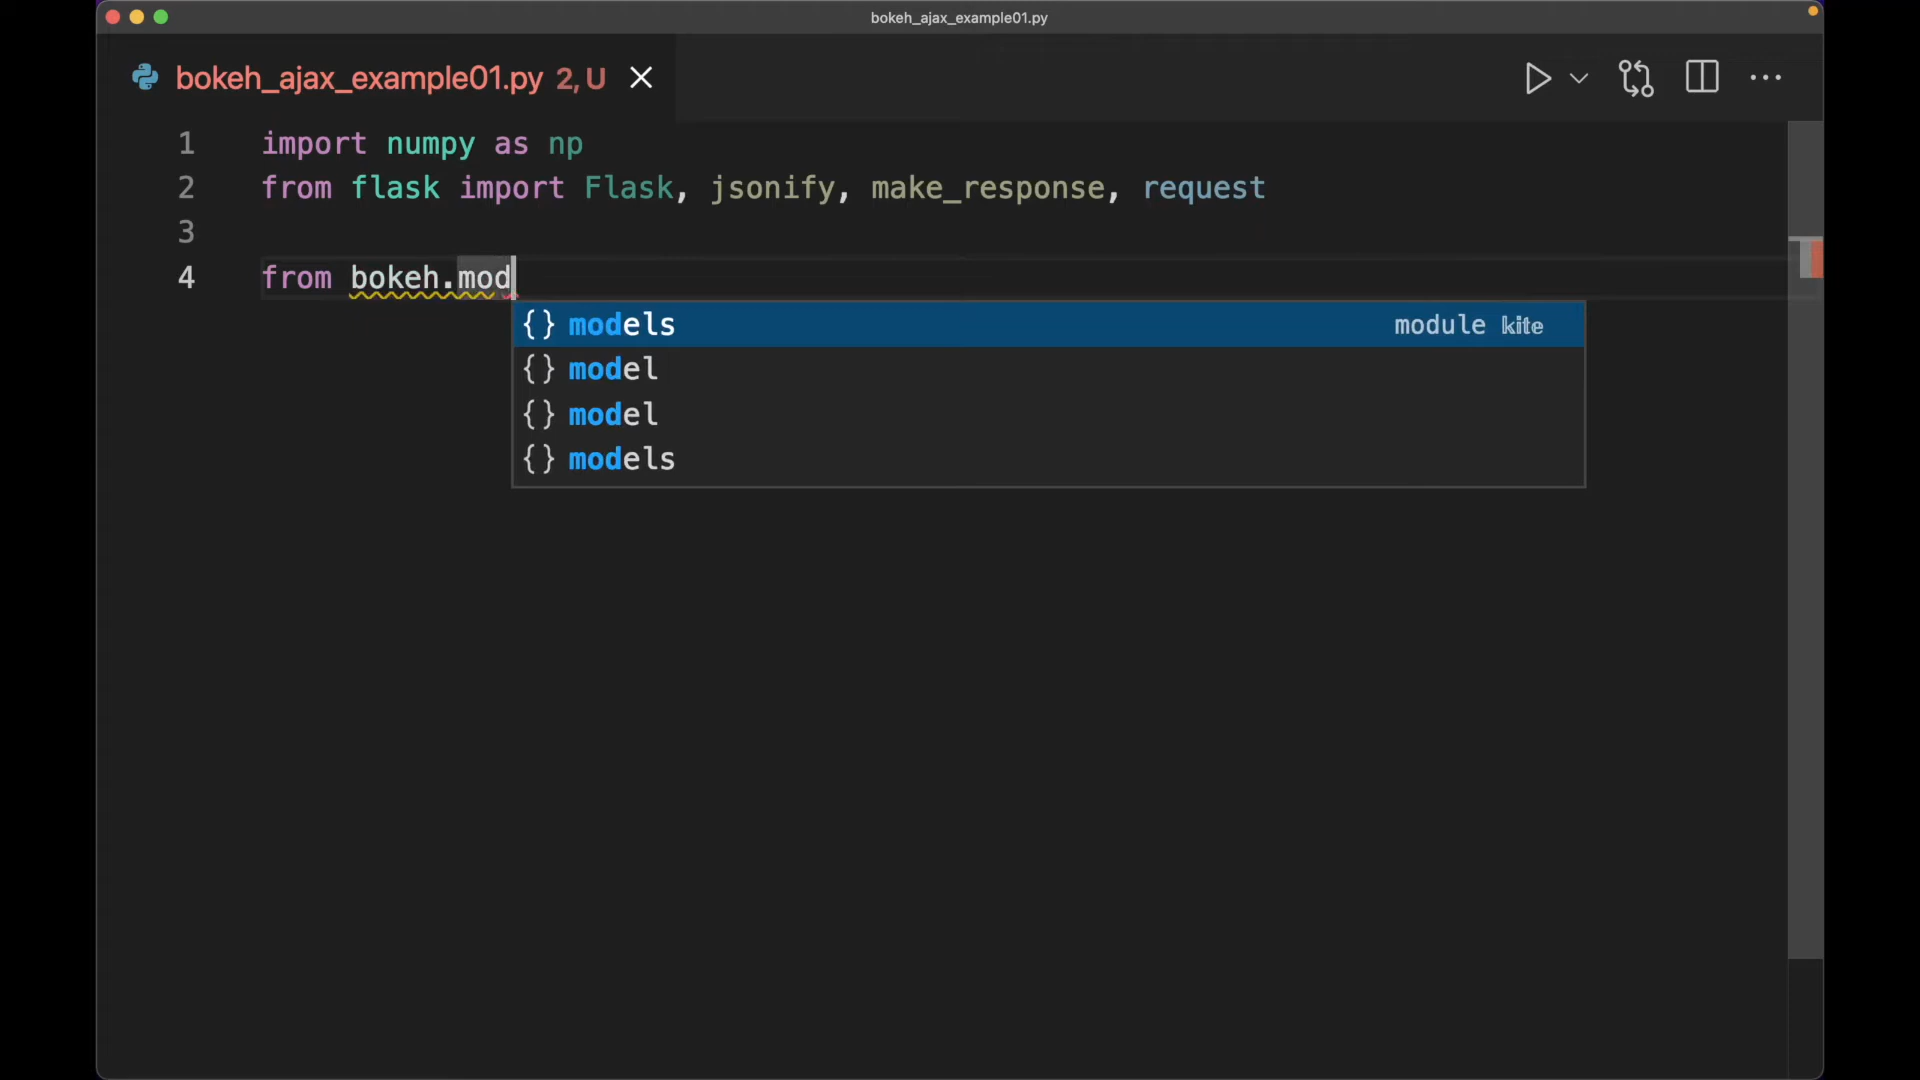 bokeh_ajax_example01.py
bokeh_ajax_example01.py 2, U
1 import numpy as np
2 from flask import Flask, jsonify, make_response, request
3
4 from bokeh.mod
{} models module kite
{} model
{} model
{} models